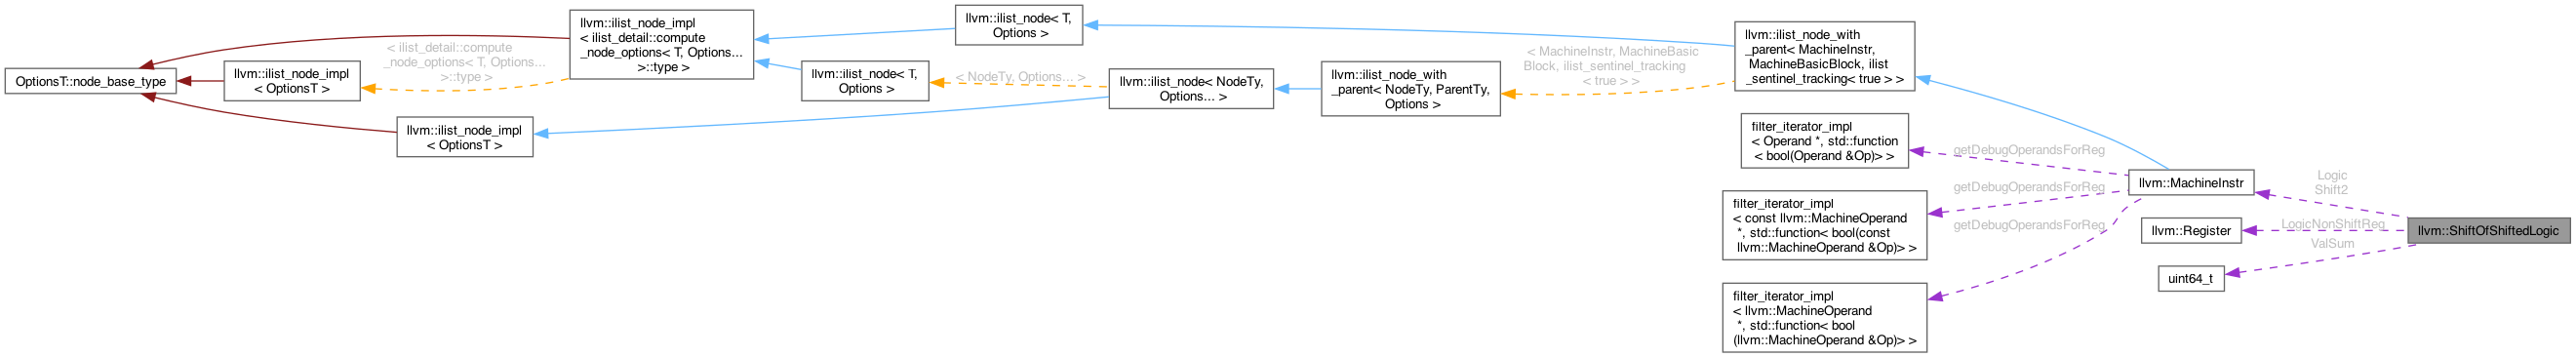 OptionsT::node_base_type
llvm::ilist_node_impl
< OptionsT >
< ilist_detail::compute
_node_options< T, Options...
>::type >
llvm::ilist_node_impl
< ilist_detail::compute
_node_options< T, Options...
>::type >
llvm::ilist_node_impl
< OptionsT >
llvm::ilist_node< T,
Options >
llvm::ilist_node< T,
Options >
< NodeTy, Options... >
llvm::ilist_node< NodeTy,
Options... >
llvm::ilist_node_with
_parent< NodeTy, ParentTy,
Options >
< MachineInstr, MachineBasic
Block, ilist_sentinel_tracking
< true > >
llvm::ilist_node_with
_parent< MachineInstr,
MachineBasicBlock, ilist
_sentinel_tracking< true > >
filter_iterator_impl
< Operand *, std::function
< bool(Operand &Op)> >
filter_iterator_impl
< const llvm::MachineOperand
*, std::function< bool(const
llvm::MachineOperand &Op)> >
filter_iterator_impl
< llvm::MachineOperand
*, std::function< bool
(llvm::MachineOperand &Op)> >
getDebugOperandsForReg
getDebugOperandsForReg
getDebugOperandsForReg
llvm::MachineInstr
llvm::Register
uint64_t
Logic
Shift2
LogicNonShiftReg
ValSum
llvm::ShiftOfShiftedLogic